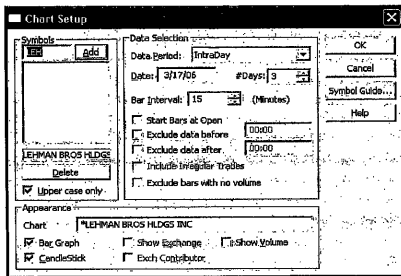 Chart Setup
Symbols
LEH
Add
LEHMAN BROS HLDGS
Delete
Upper case only
Data Selection
Data Period: IntraDay
Date: 3/17/06 #Days: 3
Bar Interval: 15 (Minutes)
Start Bars at Open
Exclude data before 00:00
Exclude data after 00:00
Include Irregular Trades
Exclude bars with no volume
OK
Cancel
Symbol Guide...
Help
Appearance
Chart *LEHMAN BROS HLDGS INC
Bar Graph Show Exchange Show Volume
CandleStick Exch Contributor